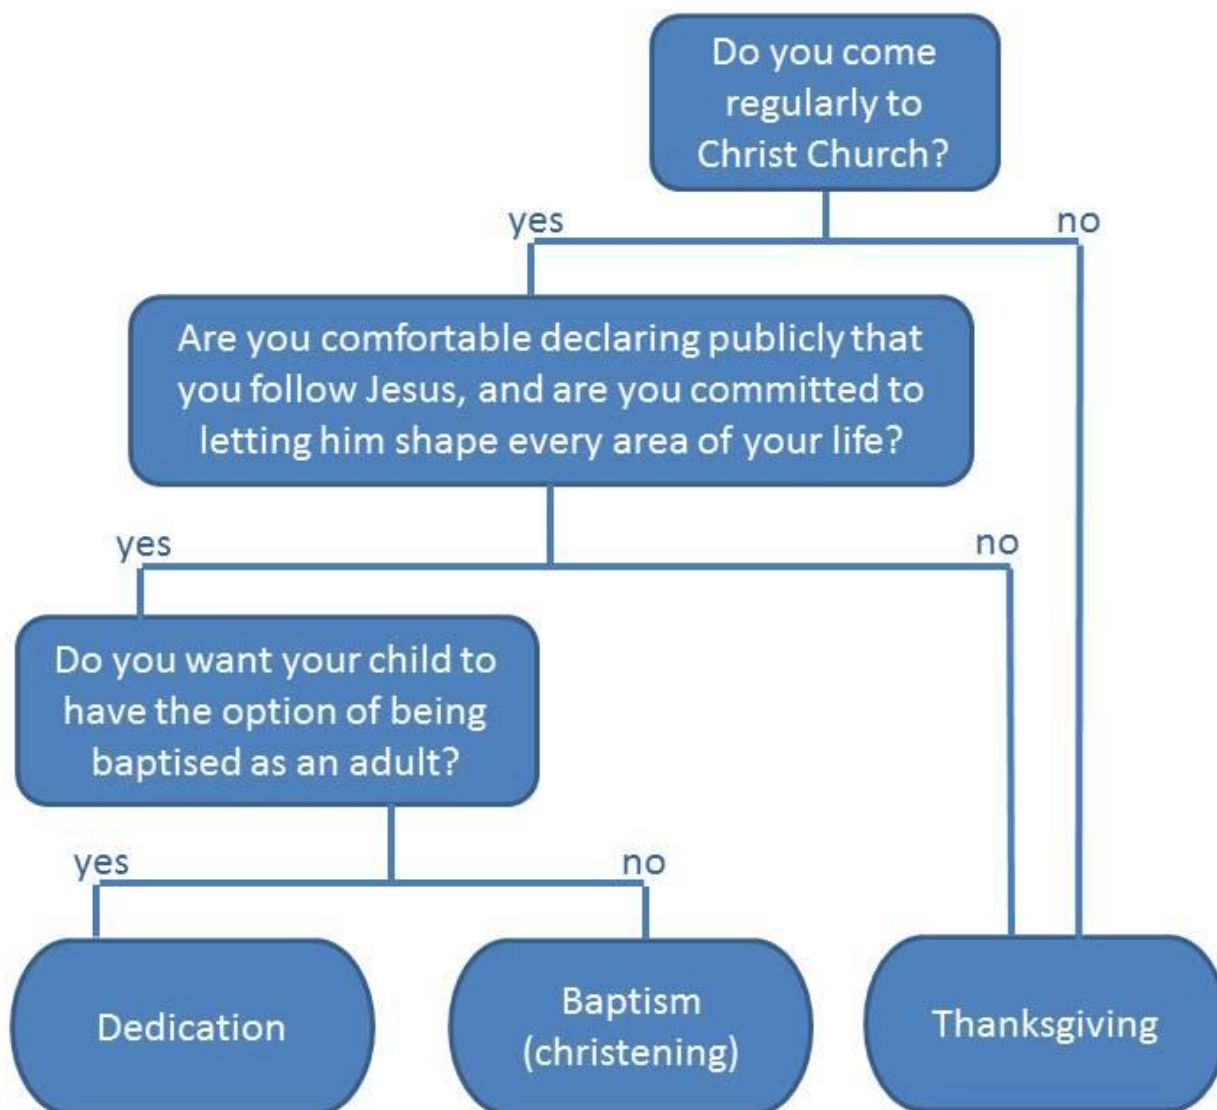 Do you come
regularly to
Christ Church?
yes
no
Are you comfortable declaring publicly that
you follow Jesus, and are you committed to
letting him shape every area of your life?
yes
no
Do you want your child to
have the option of being
baptised as an adult?
yes
no
Dedication
Baptism
(christening)
Thanksgiving